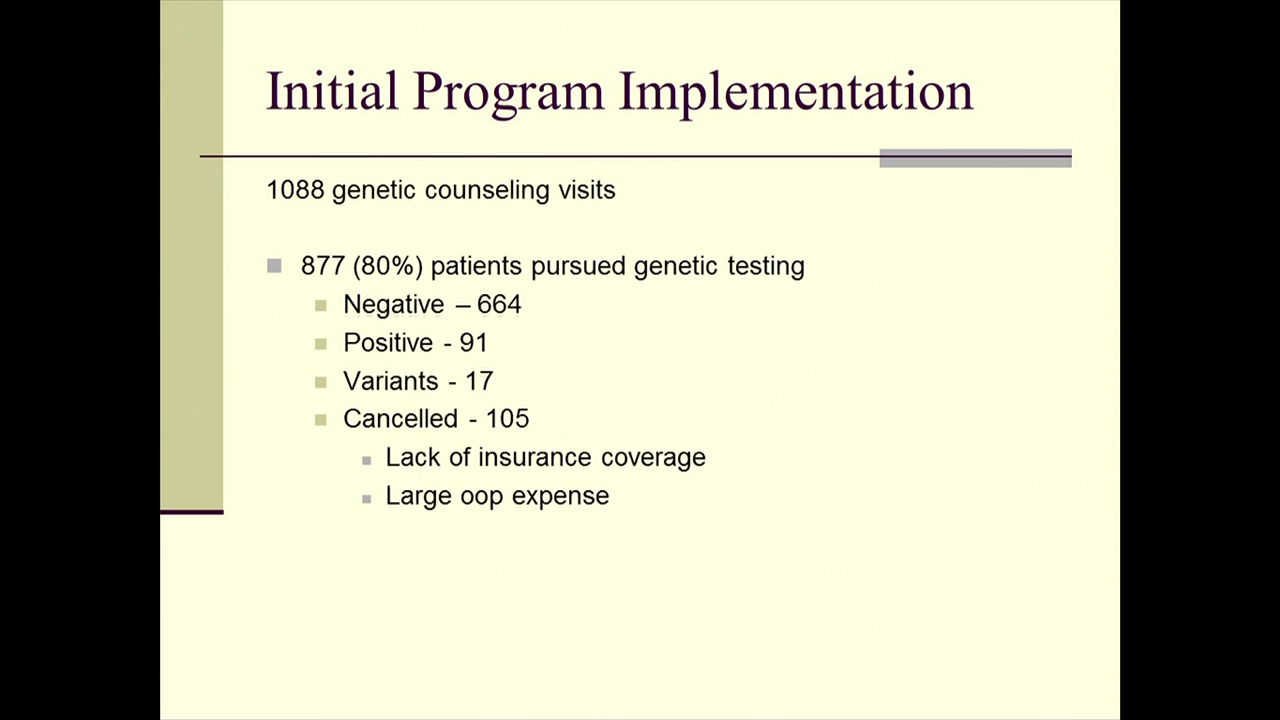 Initial Program Implementation
1088 genetic counseling visits
877 (80%) patients pursued genetic testing
Negative – 664
Positive - 91
Variants - 17
Cancelled - 105
Lack of insurance coverage
Large oop expense